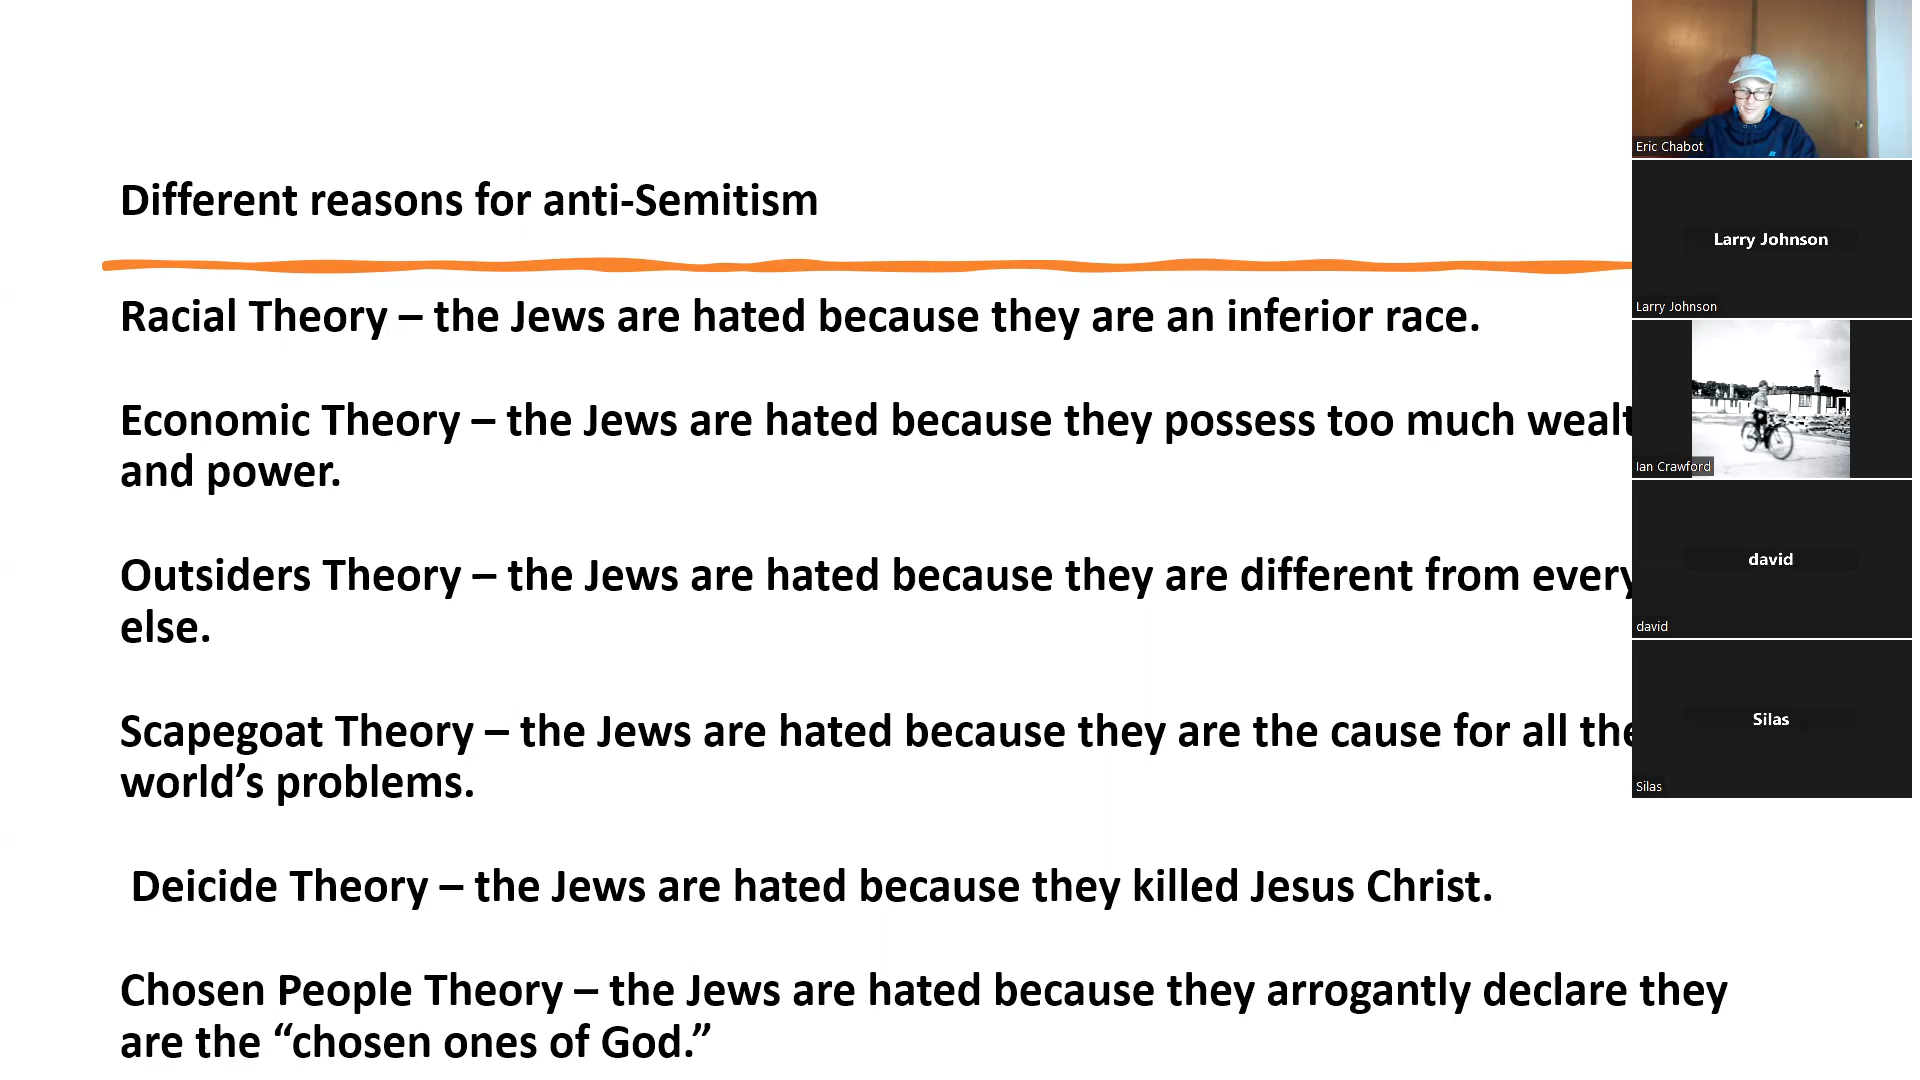 Different reasons for anti-Semitism
Racial Theory – the Jews are hated because they are an inferior race.
Economic Theory – the Jews are hated because they possess too much
and power.
Outsiders Theory – the Jews are hated because they are different from
else.
Scapegoat Theory – the Jews are hated because they are the cause for all the
world’s problems.
Deicide Theory – the Jews are hated because they killed Jesus Christ.
Chosen People Theory – the Jews are hated because they arrogantly declare they
are the “chosen ones of God.”
Eric Chabot
Larry Johnson
Larry Johnson
Ian Crawford
david
david
Silas
Silas